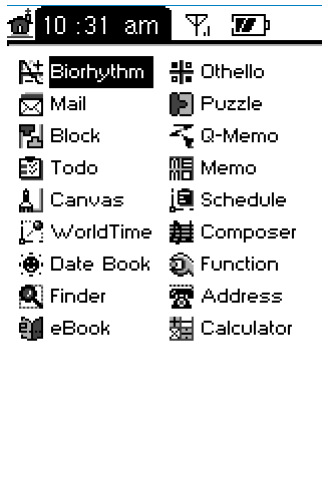 10 :31 am
Biorhythm Othello
Mail Puzzle
Block Q-Memo
Todo Memo
Canvas Schedule
WorldTime Composer
Date Book Function
Finder Address
eBook Calculator